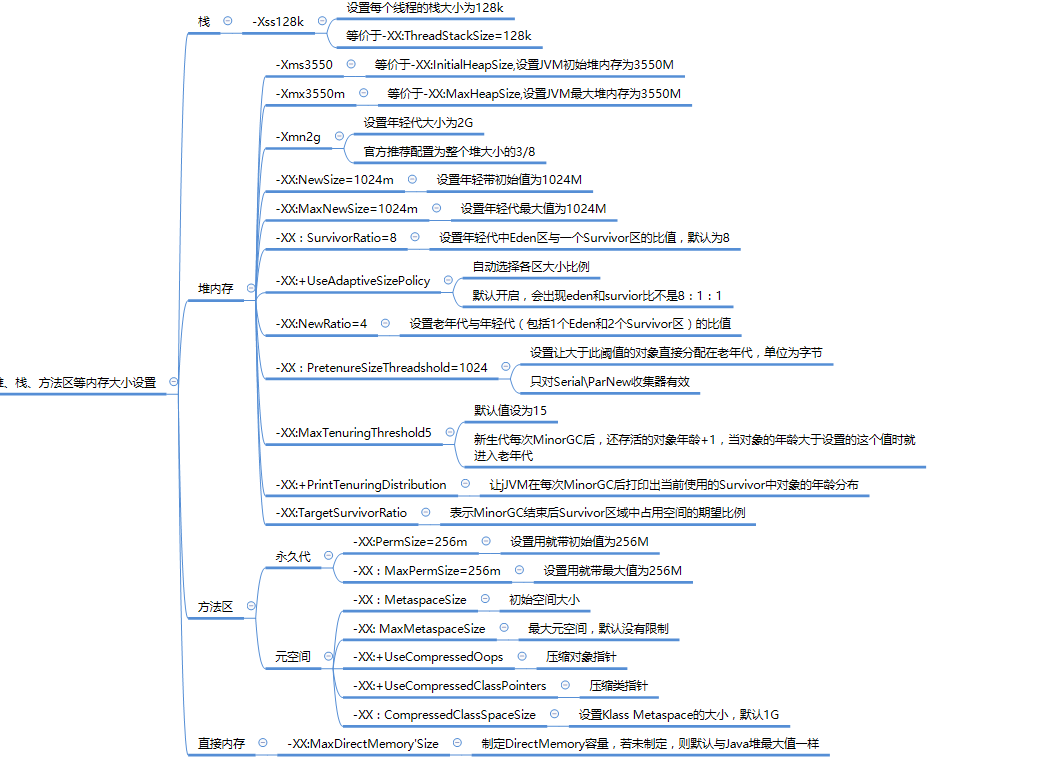 栈
-Xss128k
设置每个线程的栈大小为128k
等价于-XX:ThreadStackSize=128k
堆内存
-Xms3550
等价于-XX:InitialHeapSize,设置JVM初始堆内存为3550M
-Xmx3550m
等价于-XX:MaxHeapSize,设置JVM最大堆内存为3550M
-Xmn2g
设置年轻代大小为2G
官方推荐配置为整个堆大小的3/8
-XX:NewSize=1024m
设置年轻带初始值为1024M
-XX:MaxNewSize=1024m
设置年轻代最大值为1024M
-XX：SurvivorRatio=8
设置年轻代中Eden区与一个Survivor区的比值，默认为8
-XX:+UseAdaptiveSizePolicy
自动选择各区大小比例
默认开启，会出现eden和survior比不是8：1：1
-XX:NewRatio=4
设置老年代与年轻代（包括1个Eden和2个Survivor区）的比值
-XX：PretenureSizeThreadshold=1024
设置让大于此阈值的对象直接分配在老年代，单位为字节
只对Serial\ParNew收集器有效
-XX:MaxTenuringThreshold5
默认值设为15
新生代每次MinorGC后，还存活的对象年龄+1，当对象的年龄大于设置的这个值时就
进入老年代
-XX:+PrintTenuringDistribution
让jJVM在每次MinorGC后打印出当前使用的Survivor中对象的年龄分布
-XX:TargetSurvivorRatio
表示MinorGC结束后Survivor区域中占用空间的期望比例
、栈、方法区等内存大小设置
方法区
永久代
-XX:PermSize=256m
设置用就带初始值为256M
-XX：MaxPermSize=256m
设置用就带最大值为256M
元空间
-XX：MetaspaceSize
初始空间大小
-XX: MaxMetaspaceSize
最大元空间，默认没有限制
-XX:+UseCompressedOops
压缩对象指针
-XX:+UseCompressedClassPointers
压缩类指针
-XX：CompressedClassSpaceSize
设置Klass Metaspace的大小，默认1G
直接内存
-XX:MaxDirectMemory'Size
制定DirectMemory容量，若未制定，则默认与Java堆最大值一样